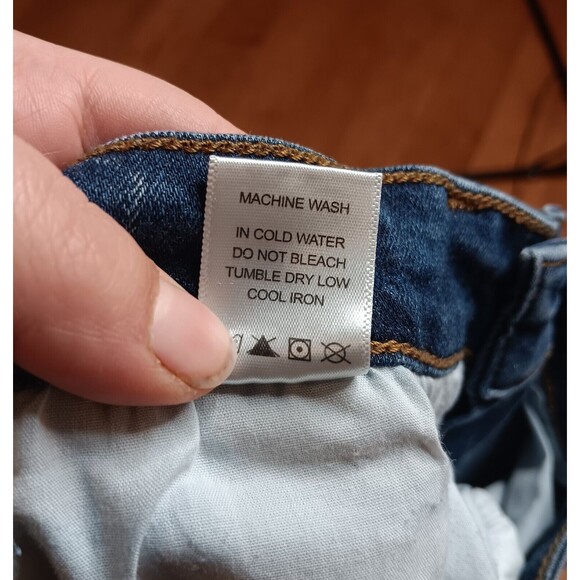 MACHINE WASH
IN COLD WATER
DO NOT BLEACH
TUMBLE DRY LOW
COOL IRON